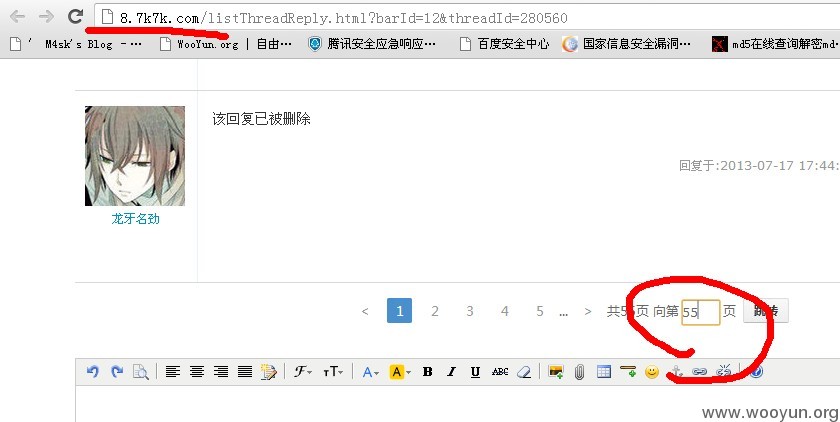 8.7k7k.com/listThreadReply.html?barId=12&threadId=280560
' M4sk's Blog - ... WooYun.org | 自由... 腾讯安全应急响应... 百度安全中心 国家信息安全漏洞... md5在线查询解密md
该回复已被删除
回复于:2013-07-17 17:44:
龙牙名劲
< 1 2 3 4 5 ... > 共55页 向第 55 页 跳转
www.wooyun.org